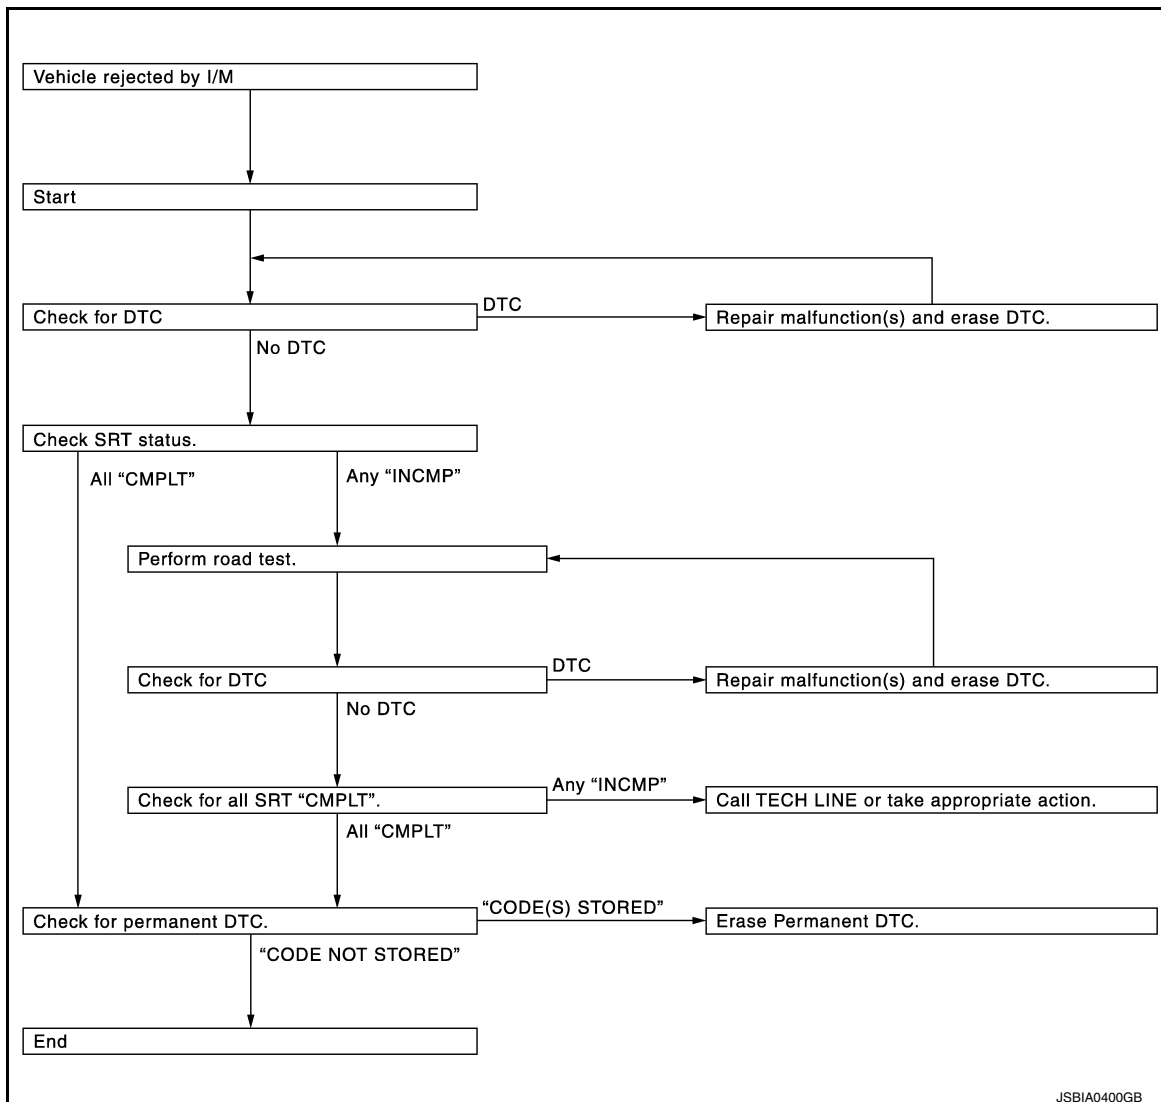 Vehicle rejected by I/M
Start
Check for DTC
DTC
Repair malfunction(s) and erase DTC.
No DTC
Check SRT status.
All “CMPLT”
Any “INCMP”
Perform road test.
Check for DTC
DTC
Repair malfunction(s) and erase DTC.
No DTC
Check for all SRT “CMPLT”.
Any “INCMP”
Call TECH LINE or take appropriate action.
All “CMPLT”
Check for permanent DTC.
“CODE(S) STORED”
Erase Permanent DTC.
“CODE NOT STORED”
End
JSBIA0400GB